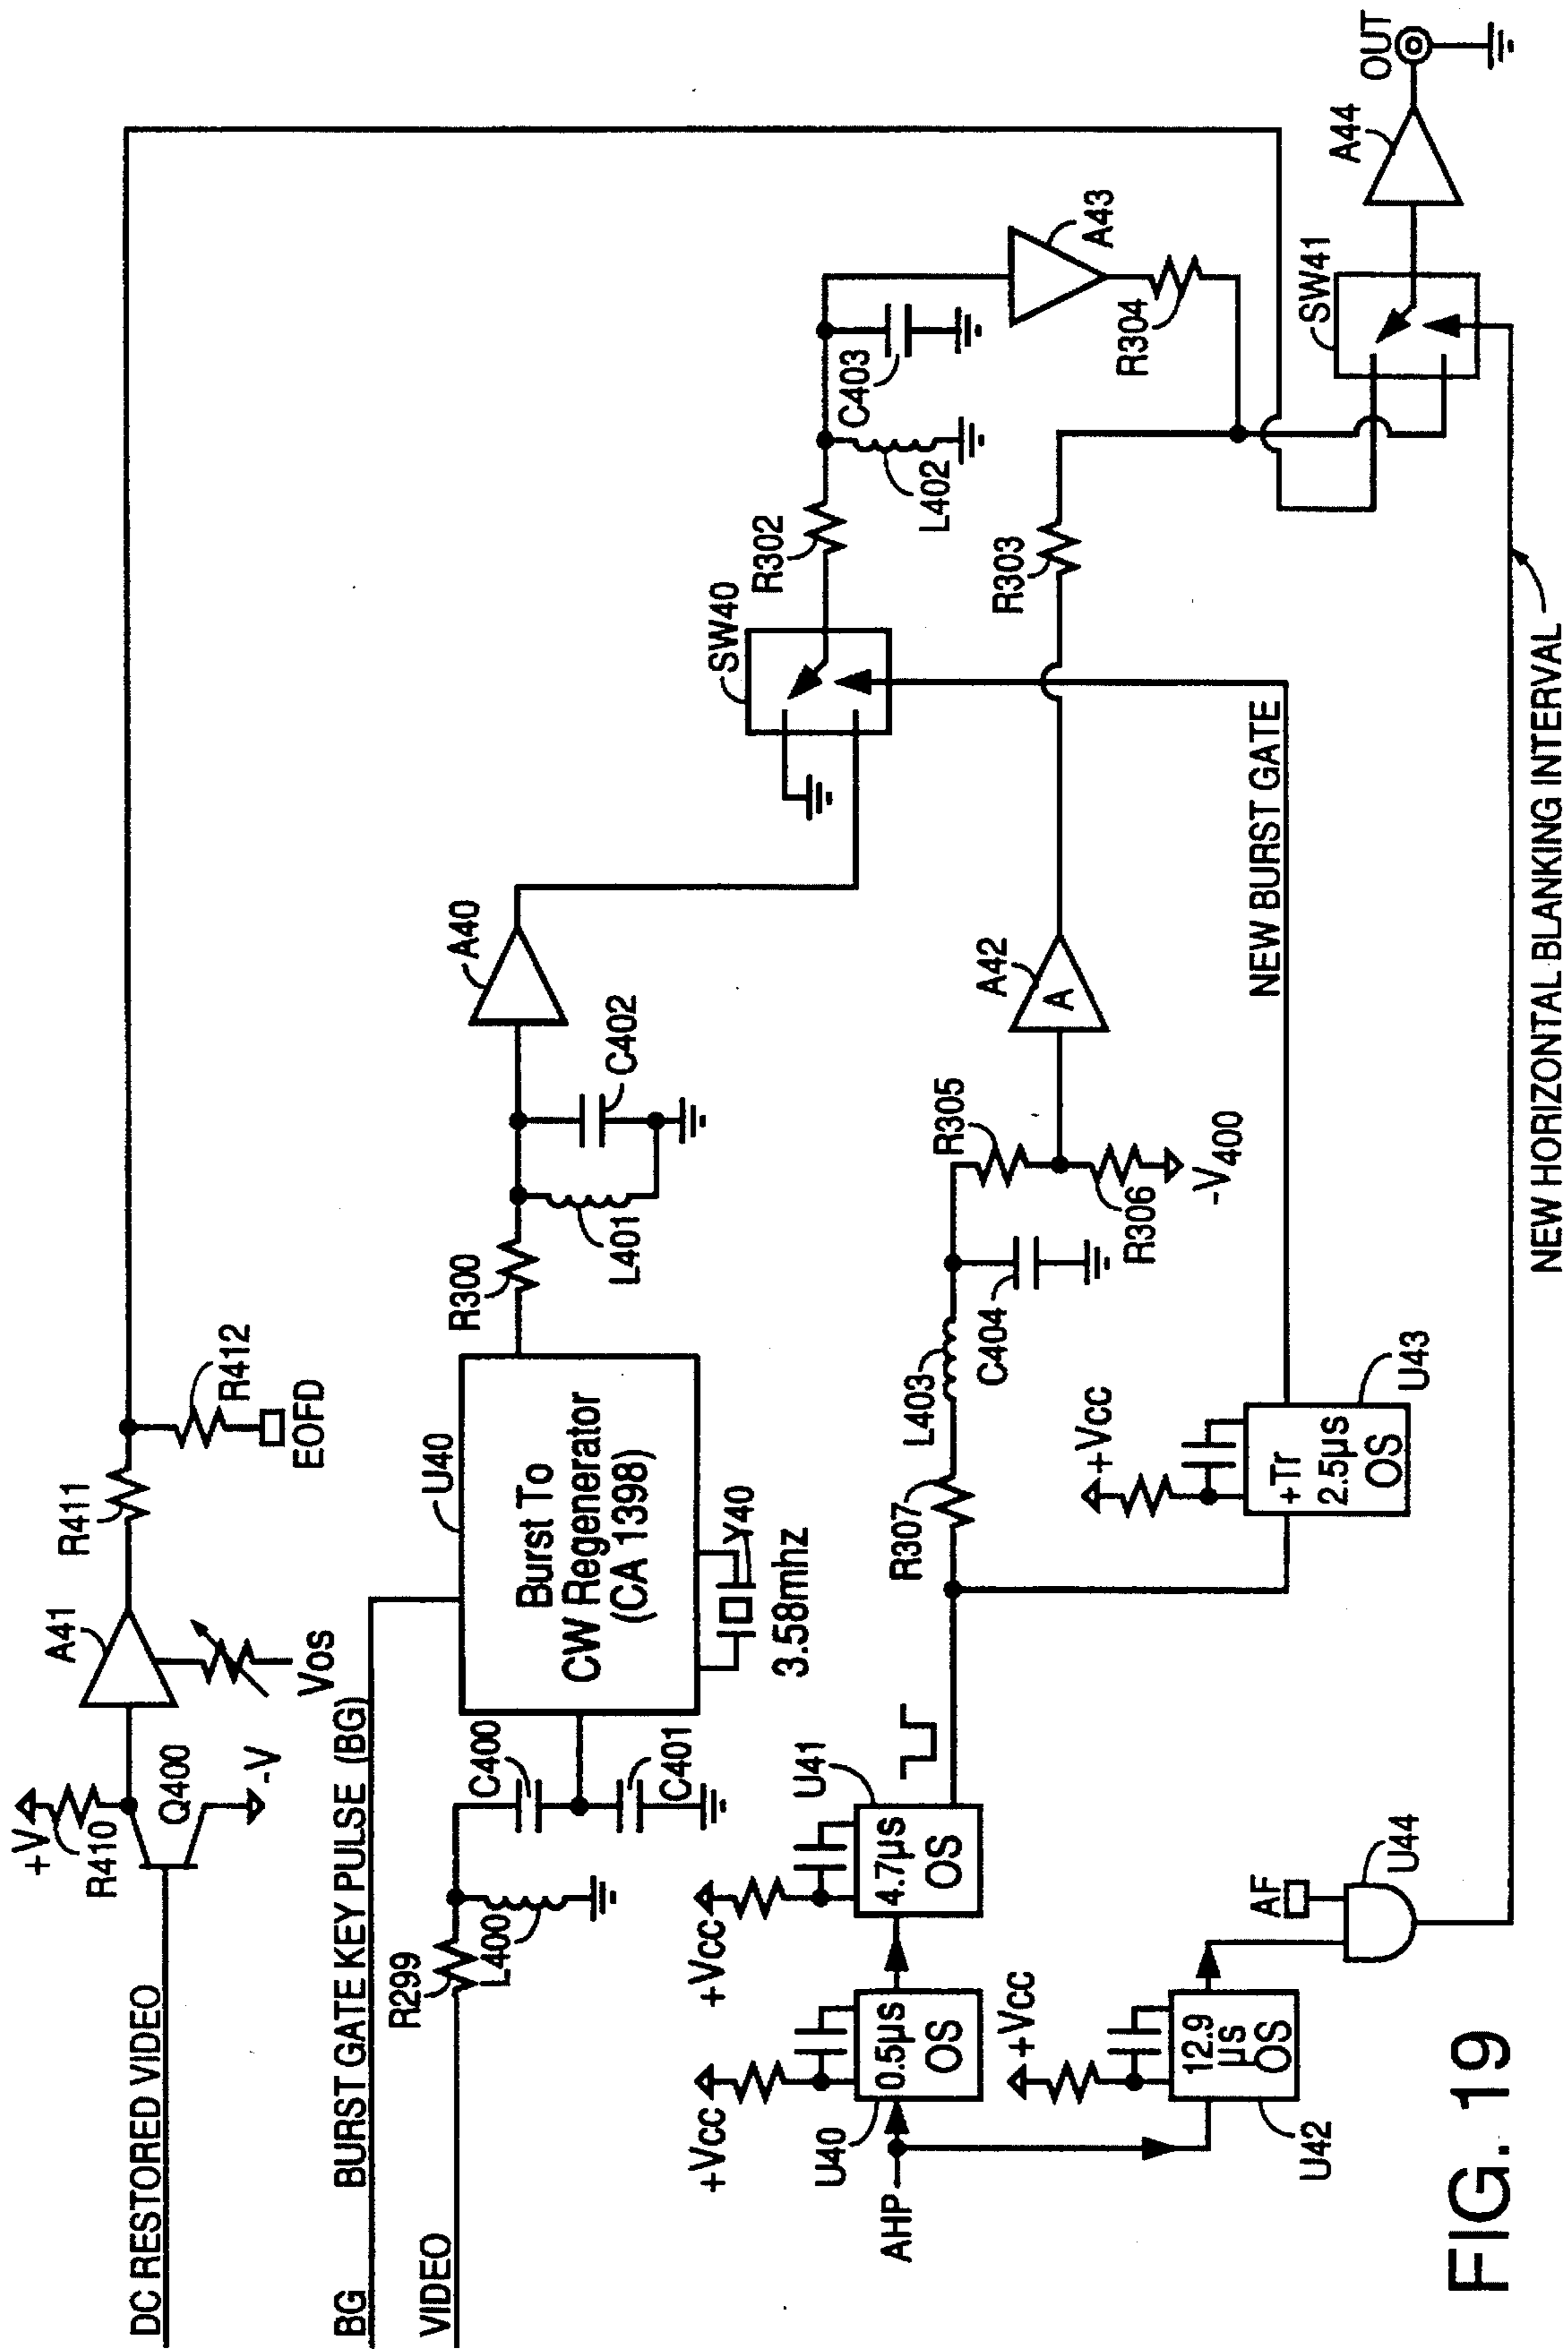 DC RESTORED VIDEO
+V
R410
Q400
-V
A41
VOS
R411
R412
EOFD
BG
BURST GATE KEY PULSE (BG)
VIDEO
R299
L400
C400
C401
U40
Burst To
CW Regenerator
(CA 1398)
Y40
3.58mhz
R300
L401
C402
A40
SW40
R302
L402
C403
A43
R304
AHP
U40
+Vcc
0.5µs
OS
+Vcc
4.7µs
OS
U41
R307
L403
C404
R305
R306
-V400
A42
A
R303
+Vcc
12.9
µs
OS
U42
AF
U44
+Vcc
+Tr
2.5µs
OS
U43
NEW BURST GATE
NEW HORIZONTAL BLANKING INTERVAL
SW41
A44
OUT
FIG. 19